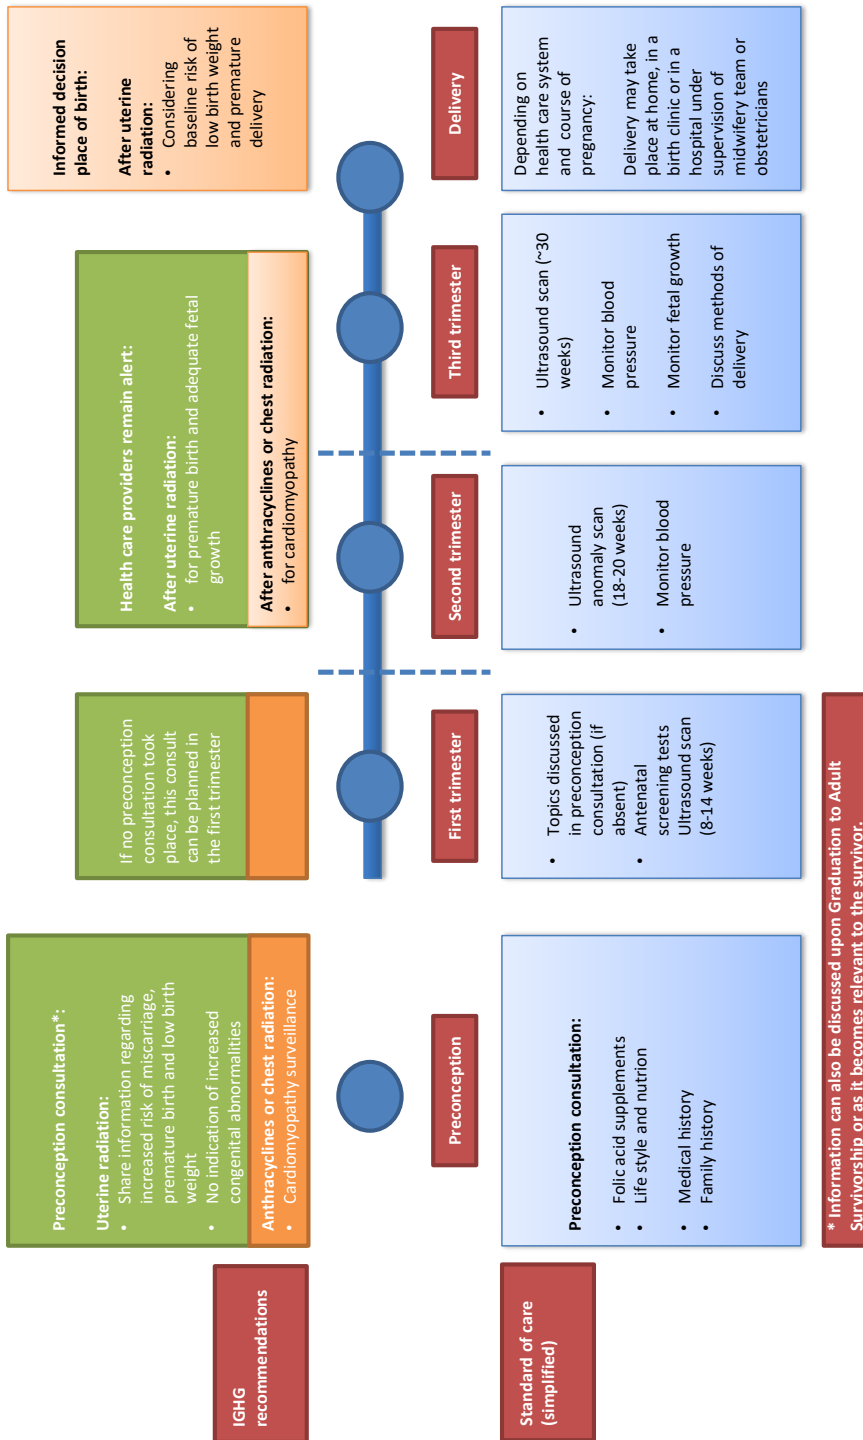 IGHG
recommendations
Preconception consultation*:
Uterine radiation:
• Share information regarding
increased risk of miscarriage,
premature birth and low birth
weight
• No indication of increased
congenital abnormalities
Anthracyclines or chest radiation:
• Cardiomyopathy surveillance
If no preconception
consultation took
place, this consult
can be planned in
the first trimester
Health care providers remain alert:
After uterine radiation:
• for premature birth and adequate fetal
growth
After anthracyclines or chest radiation:
• for cardiomyopathy
Informed decision
place of birth:
After uterine
radiation:
• Considering
baseline risk of
low birth weight
and premature
delivery
Preconception
First trimester
Second trimester
Third trimester
Delivery
Standard of care
(simplified)
Preconception consultation:
• Folic acid supplements
• Life style and nutrion
• Medical history
• Family history
• Topics discussed
in preconception
consultation (if
absent)
• Antenatal
screening tests
Ultrasound scan
(8-14 weeks)
• Ultrasound
anomaly scan
(18-20 weeks)
• Monitor blood
pressure
• Ultrasound scan (~30
weeks)
• Monitor blood
pressure
• Monitor fetal growth
• Discuss methods of
delivery
Depending on
health care system
and course of
pregnancy:
Delivery may take
place at home, in a
birth clinic or in a
hospital under
supervision of
midwifery team or
obstetricians
* Information can also be discussed upon Graduation to Adult
Survivorship or as it becomes relevant to the survivor.